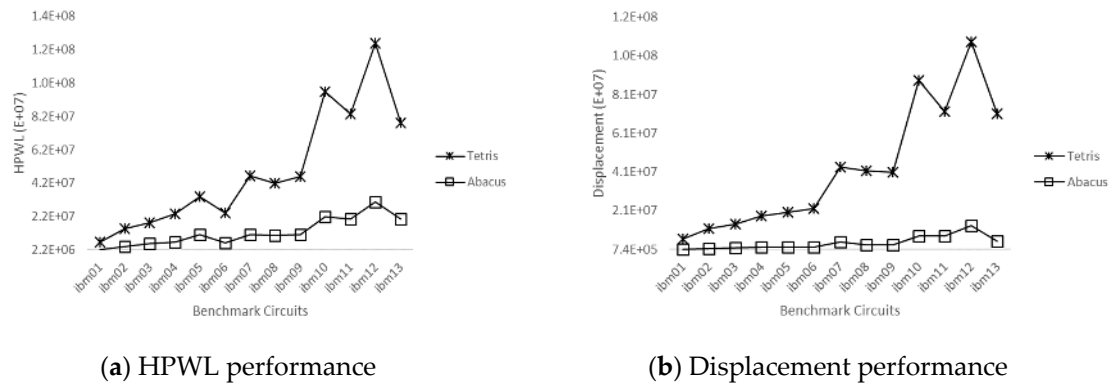 1.4E+08
1.2E+08
1.0E+08
8.2E+07
6.2E+07
4.2E+07
2.2E+07
2.2E+06
HPWL (E+07)
ibm01 ibm02 ibm03 ibm04 ibm05 ibm06 ibm07 ibm08 ibm09 ibm10 ibm11 ibm12 ibm13
Benchmark Circuits
Tetris
Abacus
(a) HPWL performance
1.2E+08
1.0E+08
8.1E+07
6.1E+07
4.1E+07
2.1E+07
7.4E+05
Displacement (E+07)
ibm01 ibm02 ibm03 ibm04 ibm05 ibm06 ibm07 ibm08 ibm09 ibm10 ibm11 ibm12 ibm13
Benchmark Circuits
Tetris
Abacus
(b) Displacement performance